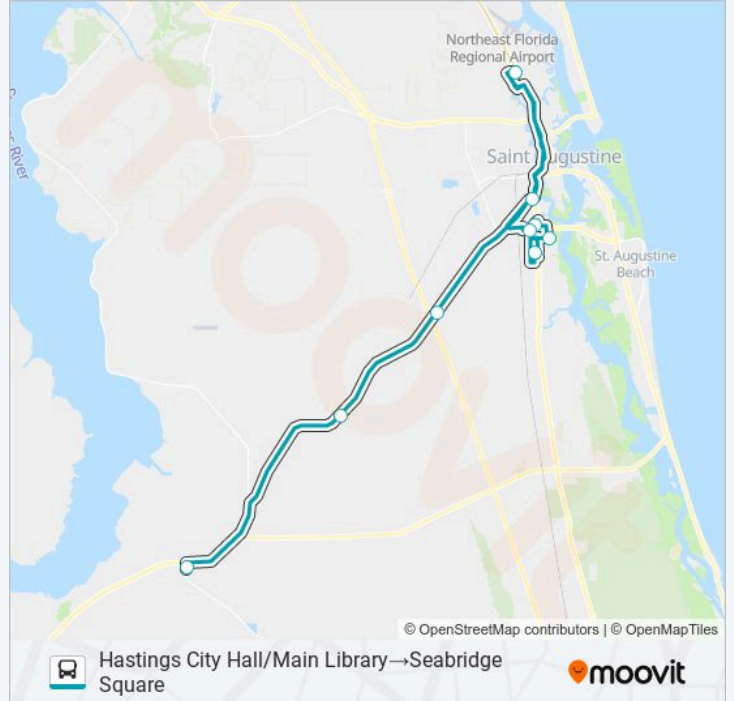 Northeast Florida
Regional Airport
Saint Augustine
St. Augustine
Beach
River
moovit
© OpenStreetMap contributors | © OpenMapTiles
Hastings City Hall/Main Library→Seabridge
Square
moovit